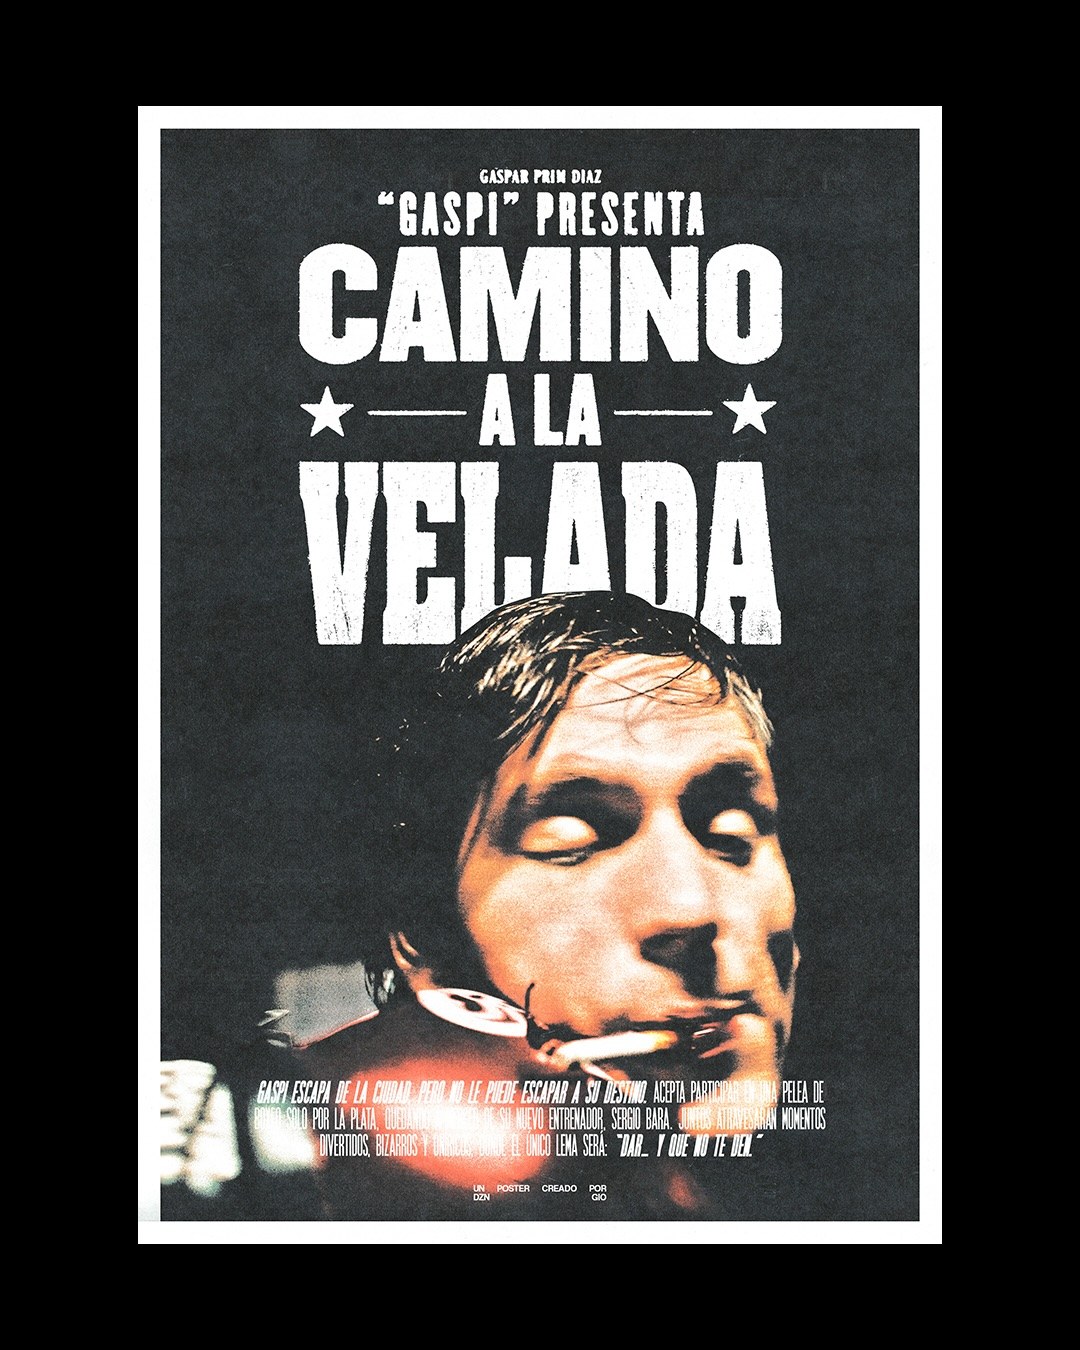 GASPAR PRIM DIAZ
“GASPI” PRESENTA
CAMINO
A LA
VELADA
GASPI ESCAPA DE LA CIUDAD, PERO NO LE PUEDE ESCAPAR A SU DESTINO. ACEPTA PARTICIPAR EN UNA PELEA DE
BOXEO SOLO POR LA PLATA, QUEDANDO DE SU NUEVO ENTRENADOR, SERGIO BARA. JUNTOS ATRAVESARÁN MOMENTOS
DIVERTIDOS, BIZARROS Y ONÍRICOS, DONDE EL ÚNICO LEMA SERÁ: “DAR... Y QUE NO TE DEN.”
UN POSTER CREADO POR
DZN GIO